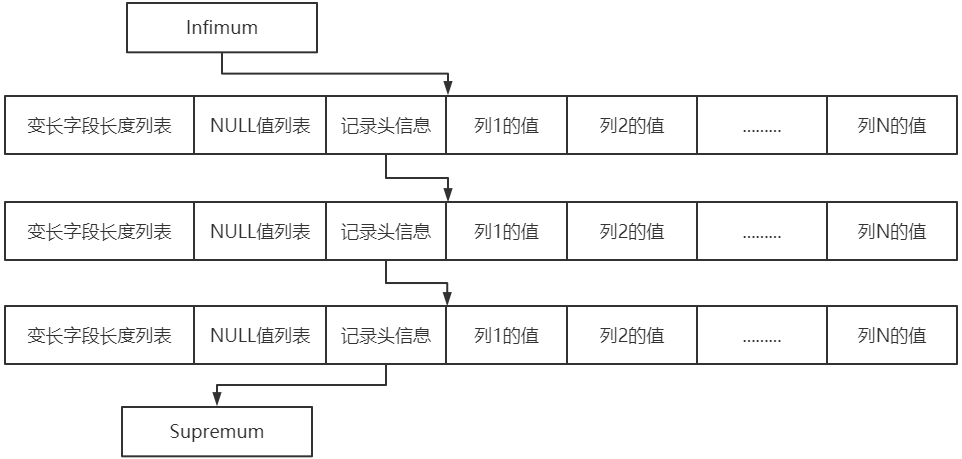 Infimum
变长字段长度列表 NULL值列表 记录头信息 列1的值 列2的值 ......... 列N的值
变长字段长度列表 NULL值列表 记录头信息 列1的值 列2的值 ......... 列N的值
变长字段长度列表 NULL值列表 记录头信息 列1的值 列2的值 ......... 列N的值
Supremum